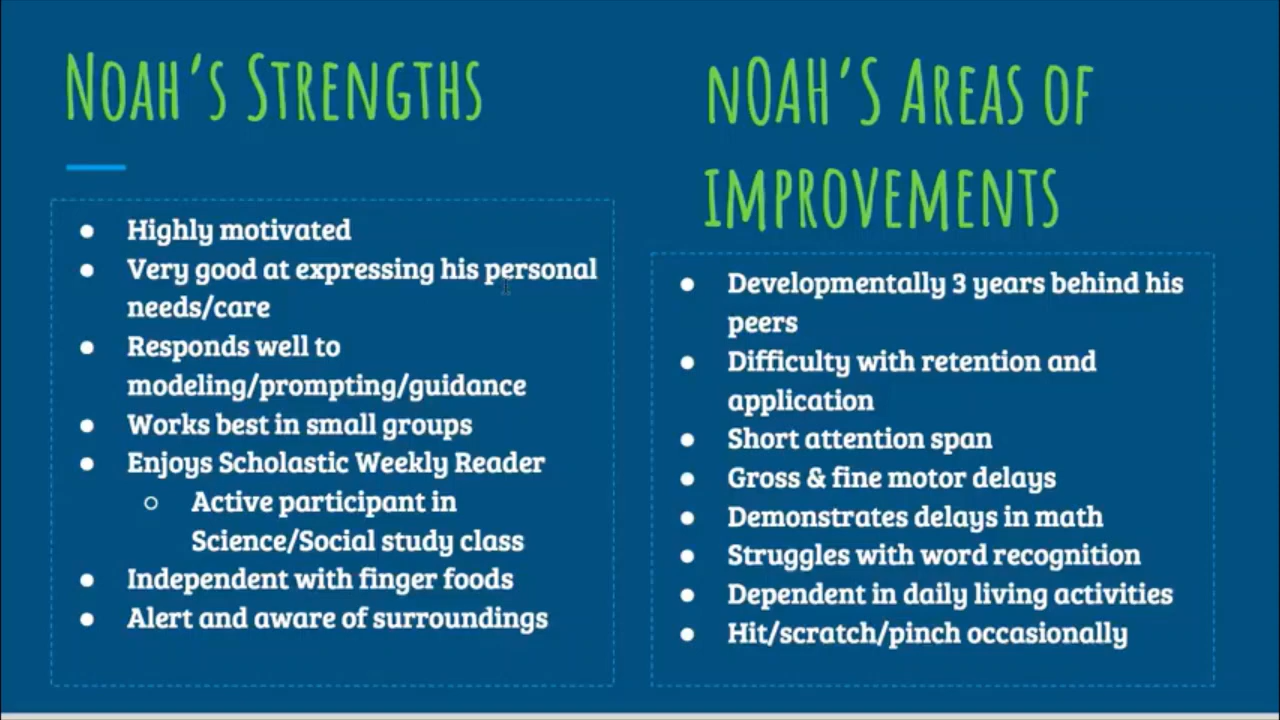 Noah's Strengths
● Highly motivated
● Very good at expressing his personal
needs/care
● Responds well to
modeling/prompting/guidance
● Works best in small groups
● Enjoys Scholastic Weekly Reader
○ Active participant in
Science/Social study class
● Independent with finger foods
● Alert and aware of surroundings
nOAH'S Areas of
improvements
● Developmentally 3 years behind his
peers
● Difficulty with retention and
application
● Short attention span
● Gross & fine motor delays
● Demonstrates delays in math
● Struggles with word recognition
● Dependent in daily living activities
● Hit/scratch/pinch occasionally